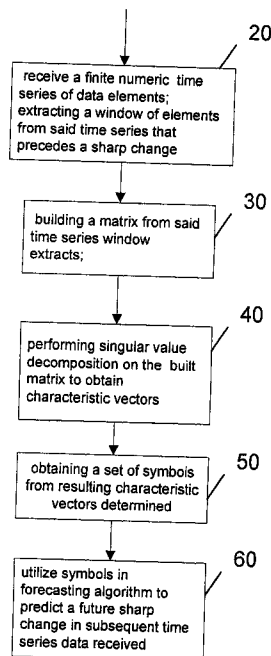 20
receive a finite numeric time
series of data elements;
extracting a window of elements
from said time series that
precedes a sharp change
30
building a matrix from said
time series window
extracts;
40
performing singular value
decomposition on the built
matrix to obtain
characteristic vectors
50
obtaining a set of symbols
from resulting characteristic
vectors determined
60
utilize symbols in
forecasting algorithm to
predict a future sharp
change in subsequent time
series data received